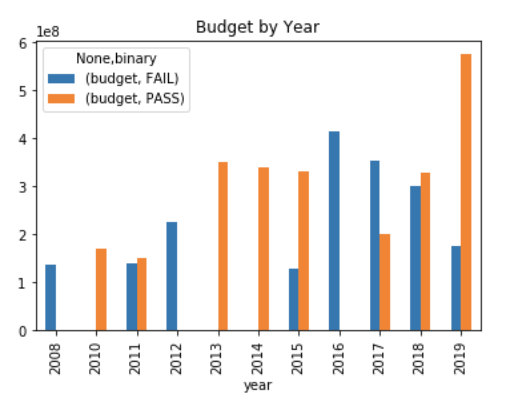 Budget by Year
1e8
None,binary
(budget, FAIL)
(budget, PASS)
6
5
4
3
2
1
0
2008 2010 2011 2012 2013 2014 2015 2016 2017 2018 2019
year